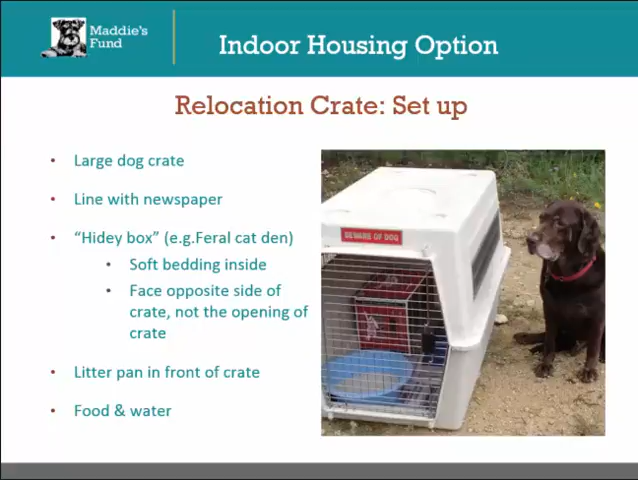 Maddie's
Fund
Indoor Housing Option
Relocation Crate: Set up
• Large dog crate
• Line with newspaper
• “Hidey box” (e.g.Feral cat den)
• Soft bedding inside
• Face opposite side of
crate, not the opening of
crate
• Litter pan in front of crate
• Food & water
BEWARE OF DOG